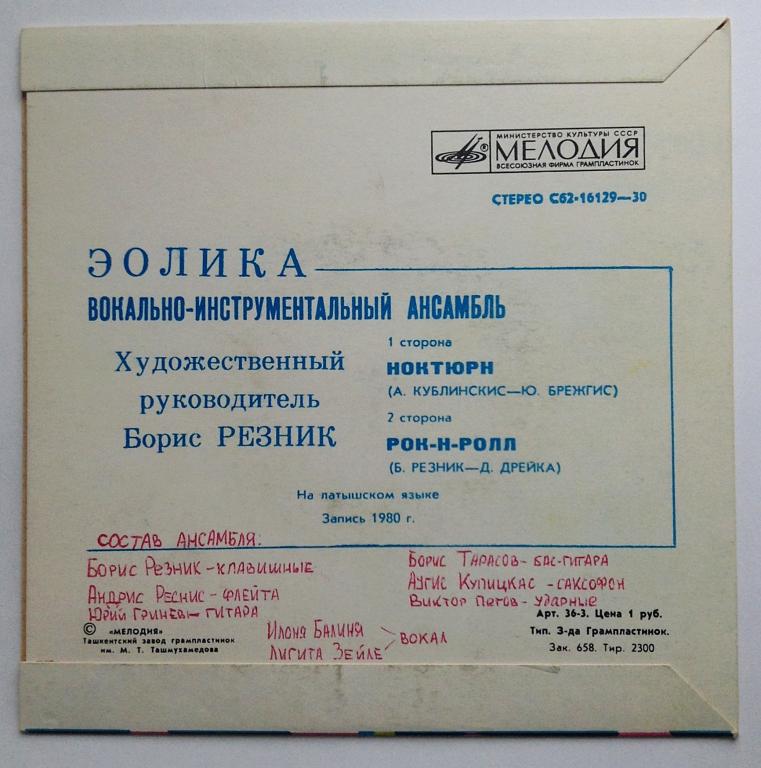 МИНИСТЕРСТВО КУЛЬТУРЫ СССР
МЕЛОДИЯ
ВСЕСОЮЗНАЯ ФИРМА ГРАМПЛАСТИНОК
СТЕРЕО С62-16129—30
ЭОЛИКА
ВОКАЛЬНО-ИНСТРУМЕНТАЛЬНЫЙ АНСАМБЛЬ
Художественный
руководитель
Борис РЕЗНИК
1 сторона
НОКТЮРН
(А. КУБЛИНСКИС—Ю. БРЕЖГИС)
2 сторона
РОК-Н-РОЛЛ
(Б. РЕЗНИК—Д. ДРЕЙКА)
На латышском языке
Запись 1980 г.
СОСТАВ АНСАМБЛЯ:
БОРИС РЕЗНИК-КЛАВИШНЫЕ
АНДРИС РЕСНИС-ФЛЕЙТА
ЮРИЙ ГРИНЕВ-ГИТАРА
БОРИС ТАРАСОВ-БАС-ГИТАРА
АУГИС КУПИЦКАС-САКСОФОН
ВИКТОР ПЕГОВ-УДАРНЫЕ
ИЛОНА БАЛИНЯ
ЛИГИТА ЗЕЙЛЕ
ВОКАЛ
© «МЕЛОДИЯ»
Ташкентский завод грампластинок
им. М. Т. Ташмухамедова
Арт. 36-3. Цена 1 руб.
Тип. З-да Грампластинок.
Зак. 658. Тир. 2300